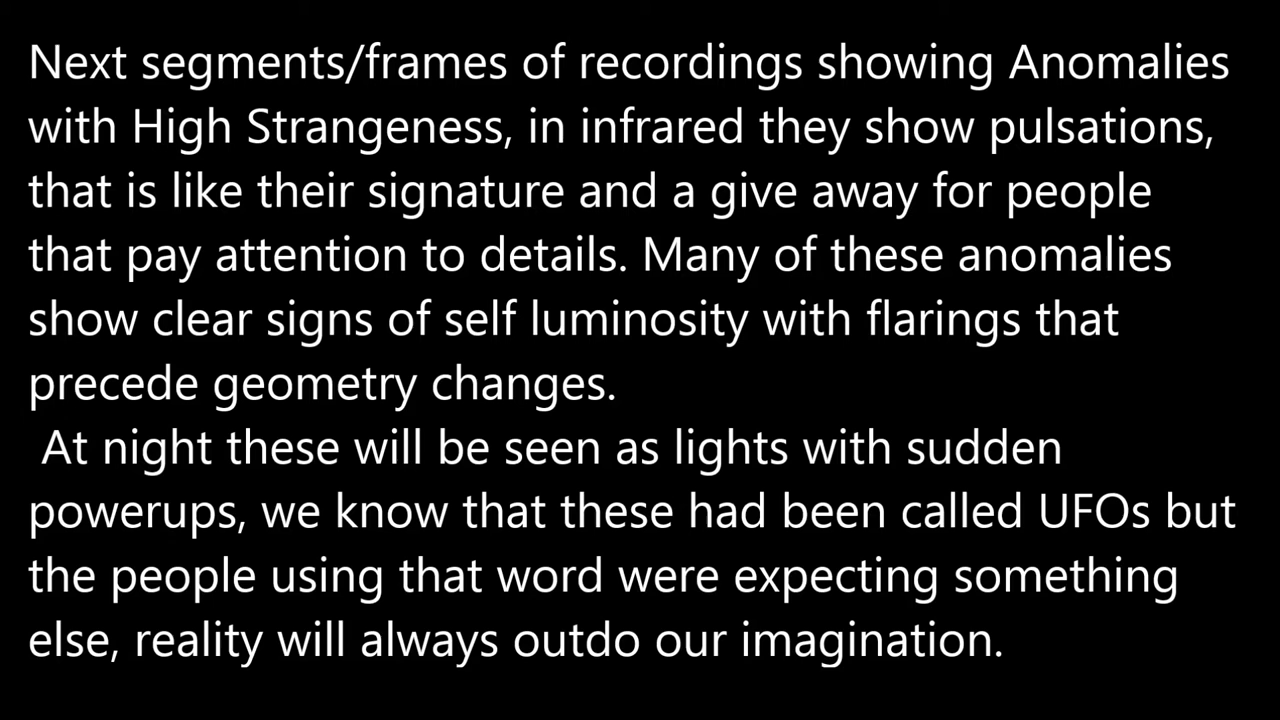 Next segments/frames of recordings showing Anomalies
with High Strangeness, in infrared they show pulsations,
that is like their signature and a give away for people
that pay attention to details. Many of these anomalies
show clear signs of self luminosity with flarings that
precede geometry changes.
At night these will be seen as lights with sudden
powerups, we know that these had been called UFOs but
the people using that word were expecting something
else, reality will always outdo our imagination.